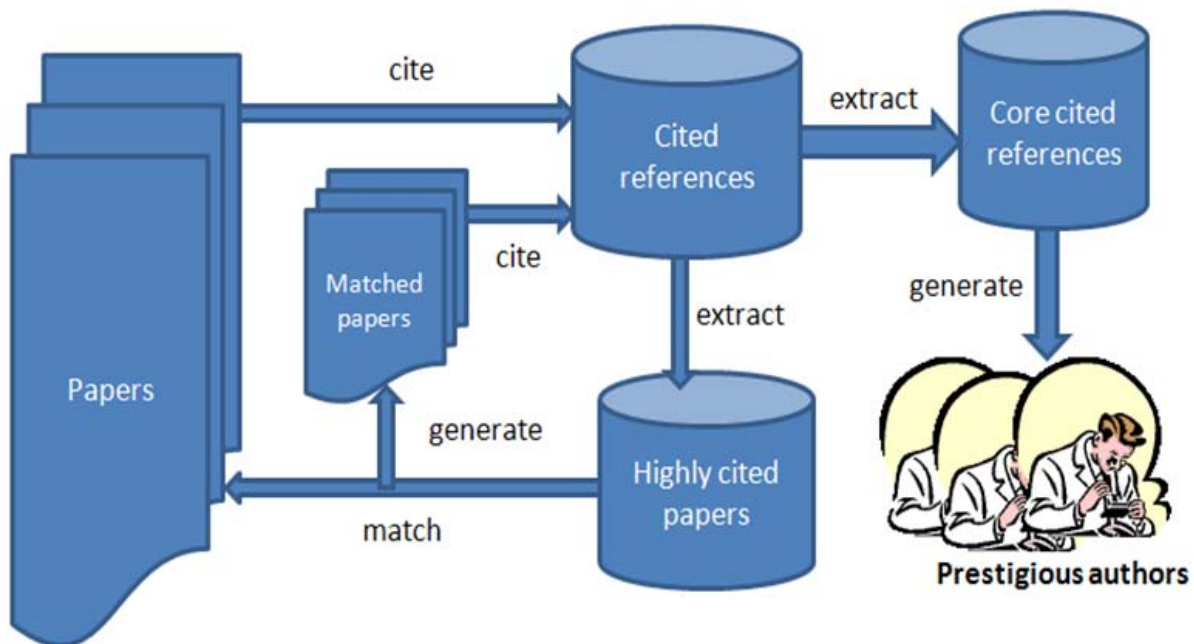 cite
extract
Cited
references
Core cited
references
cite
Matched
papers
generate
extract
Papers
generate
Highly cited
papers
match
Prestigious authors